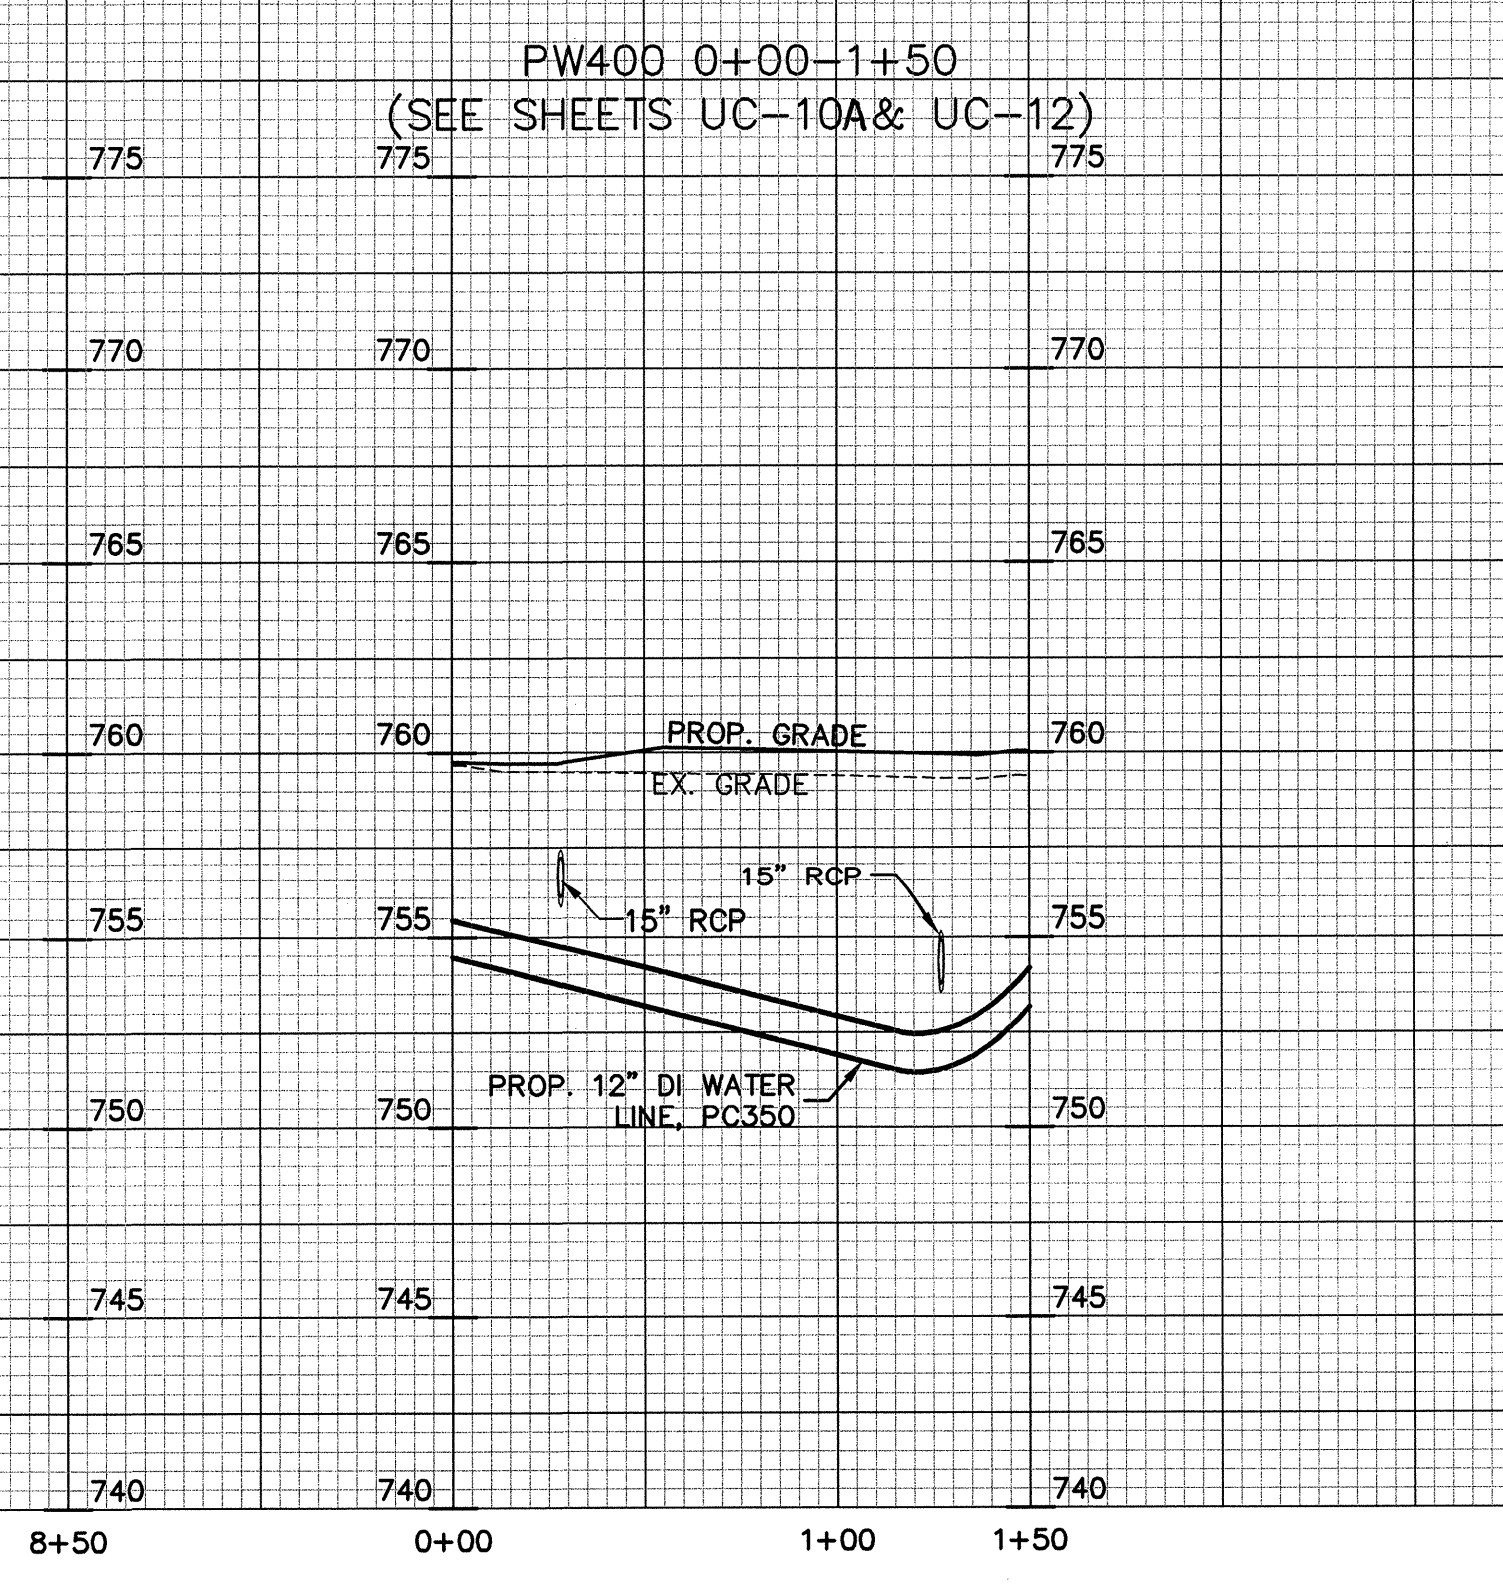 PW400 0+00-1+50
(SEE SHEETS UC-10A& UC-12)
775 775 775
770 770 770
765 765 765
760 760 760
PROP. GRADE
EX. GRADE
15" RCP
15" RCP
755 755 755
PROP. 12" DI WATER
LINE, PC350
750 750 750
745 745 745
740 740 740
8+50 0+00 1+00 1+50